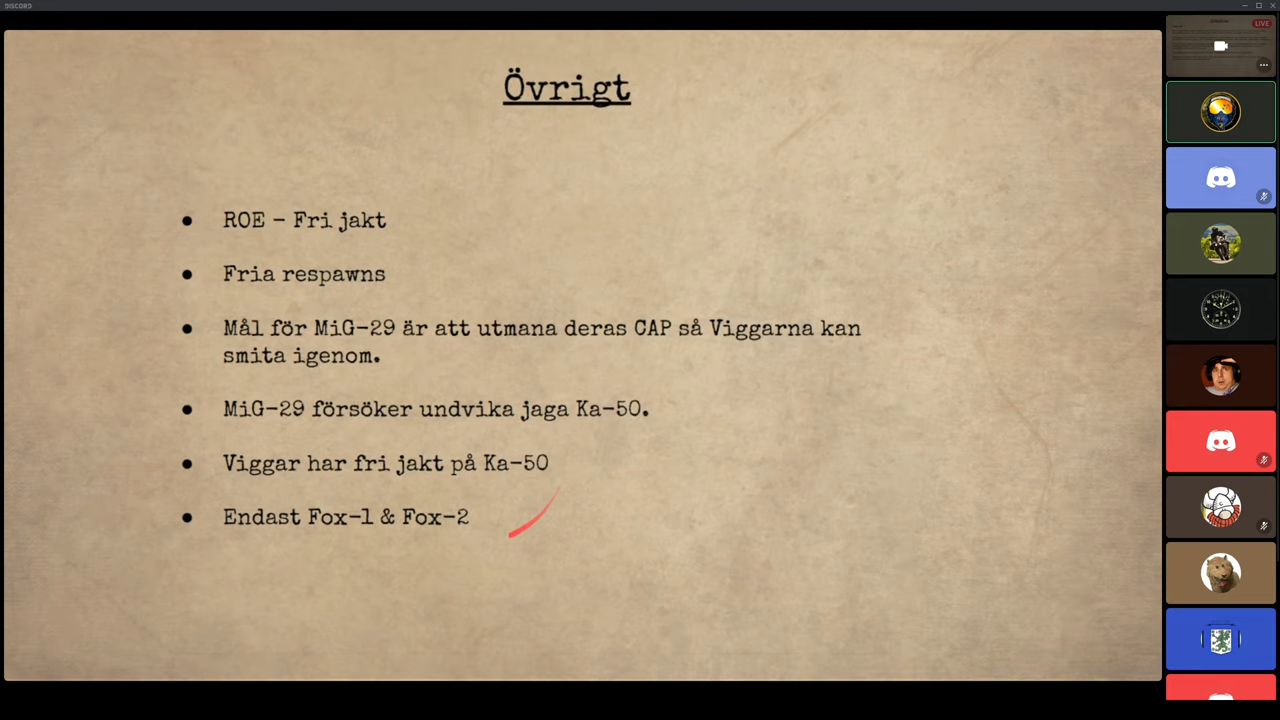 DISCORD
LIVE
Övrigt
● ROE - Fri jakt
● Fria respawns
● Mål för MiG-29 är att utmana deras CAP så Viggarna kan
smita igenom.
● MiG-29 försöker undvika jaga Ka-50.
● Viggar har fri jakt på Ka-50
● Endast Fox-1 & Fox-2